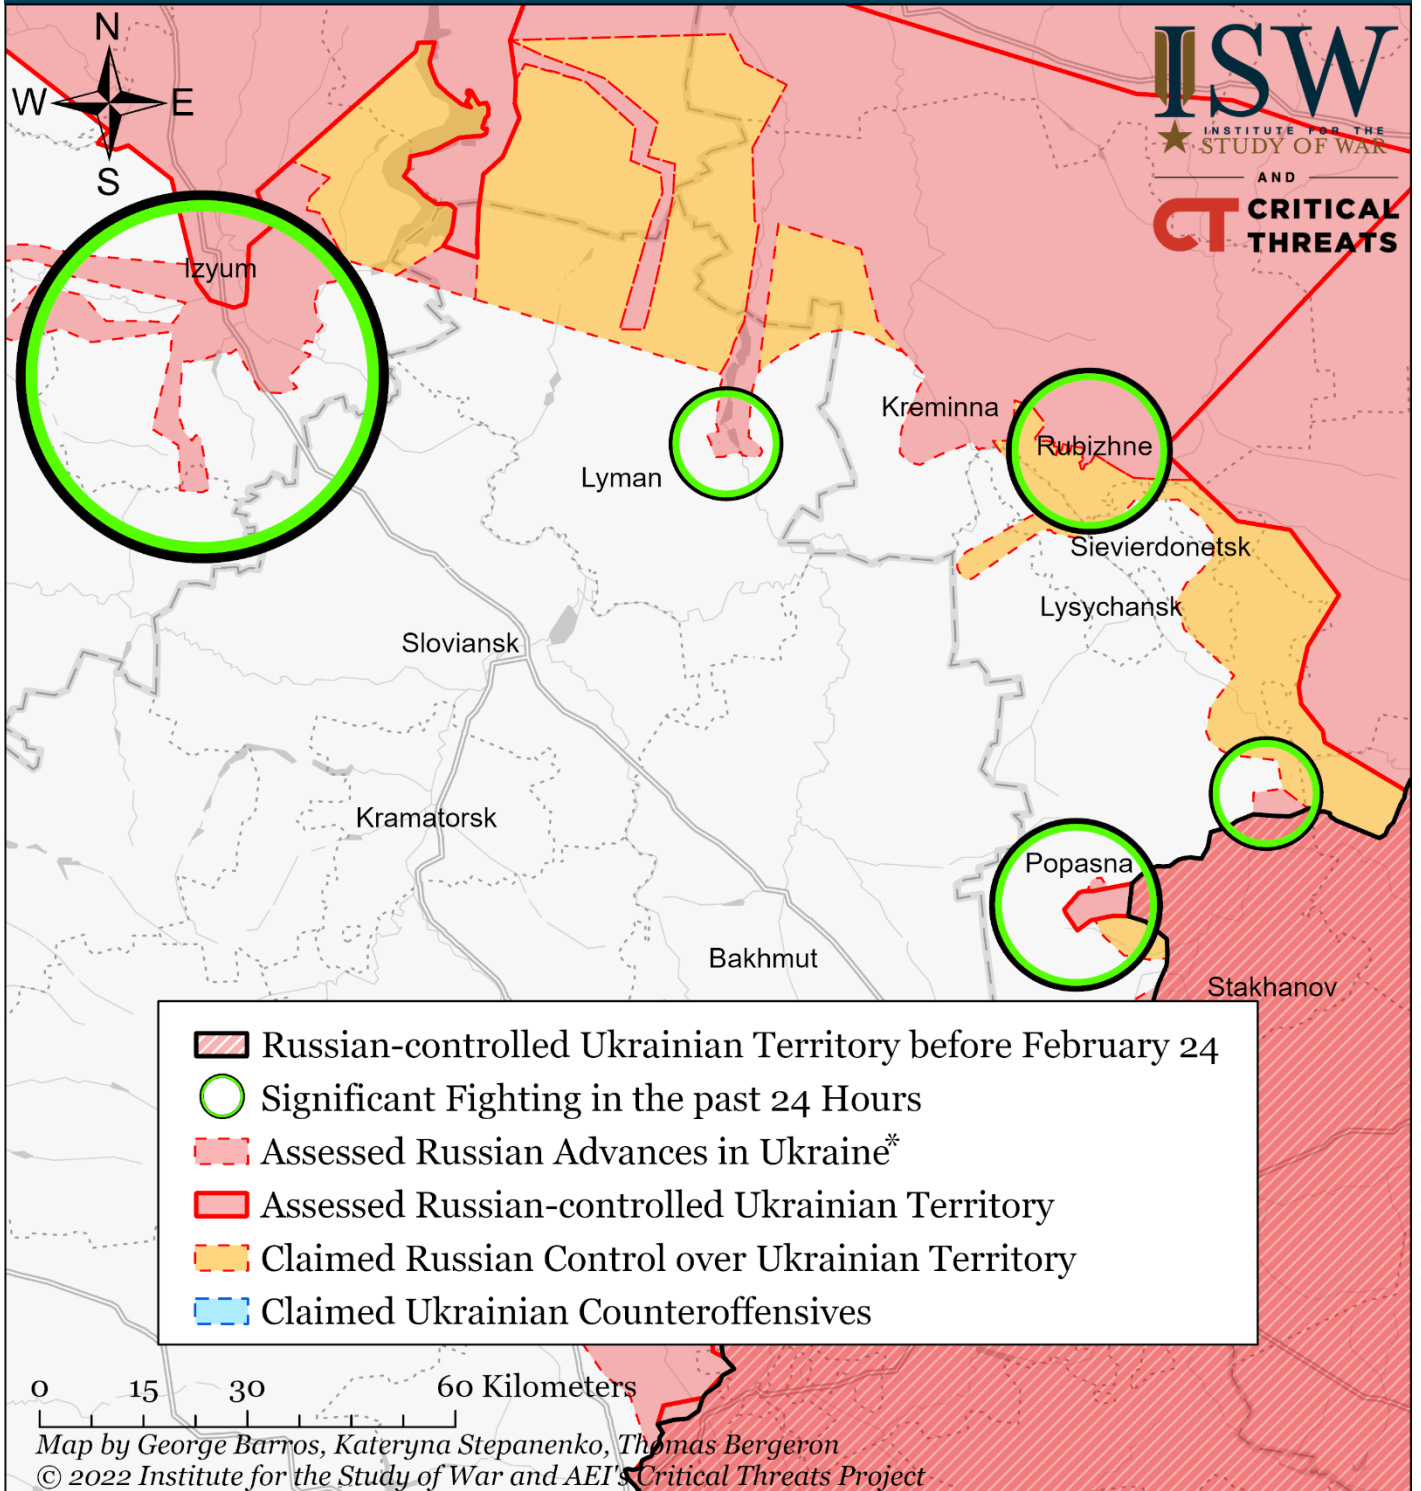 N
W E
S
ISW
INSTITUTE FOR THE
STUDY OF WAR
AND
CT CRITICAL
THREATS
Izyum
Kreminna
Rubizhne
Lyman
Sievierdonetsk
Lysychansk
Sloviansk
Kramatorsk
Popasna
Bakhmut
Stakhanov
Russian-controlled Ukrainian Territory before February 24
Significant Fighting in the past 24 Hours
Assessed Russian Advances in Ukraine*
Assessed Russian-controlled Ukrainian Territory
Claimed Russian Control over Ukrainian Territory
Claimed Ukrainian Counteroffensives
0 15 30 60 Kilometers
Map by George Barros, Kateryna Stepanenko, Thomas Bergeron
© 2022 Institute for the Study of War and AEI's Critical Threats Project